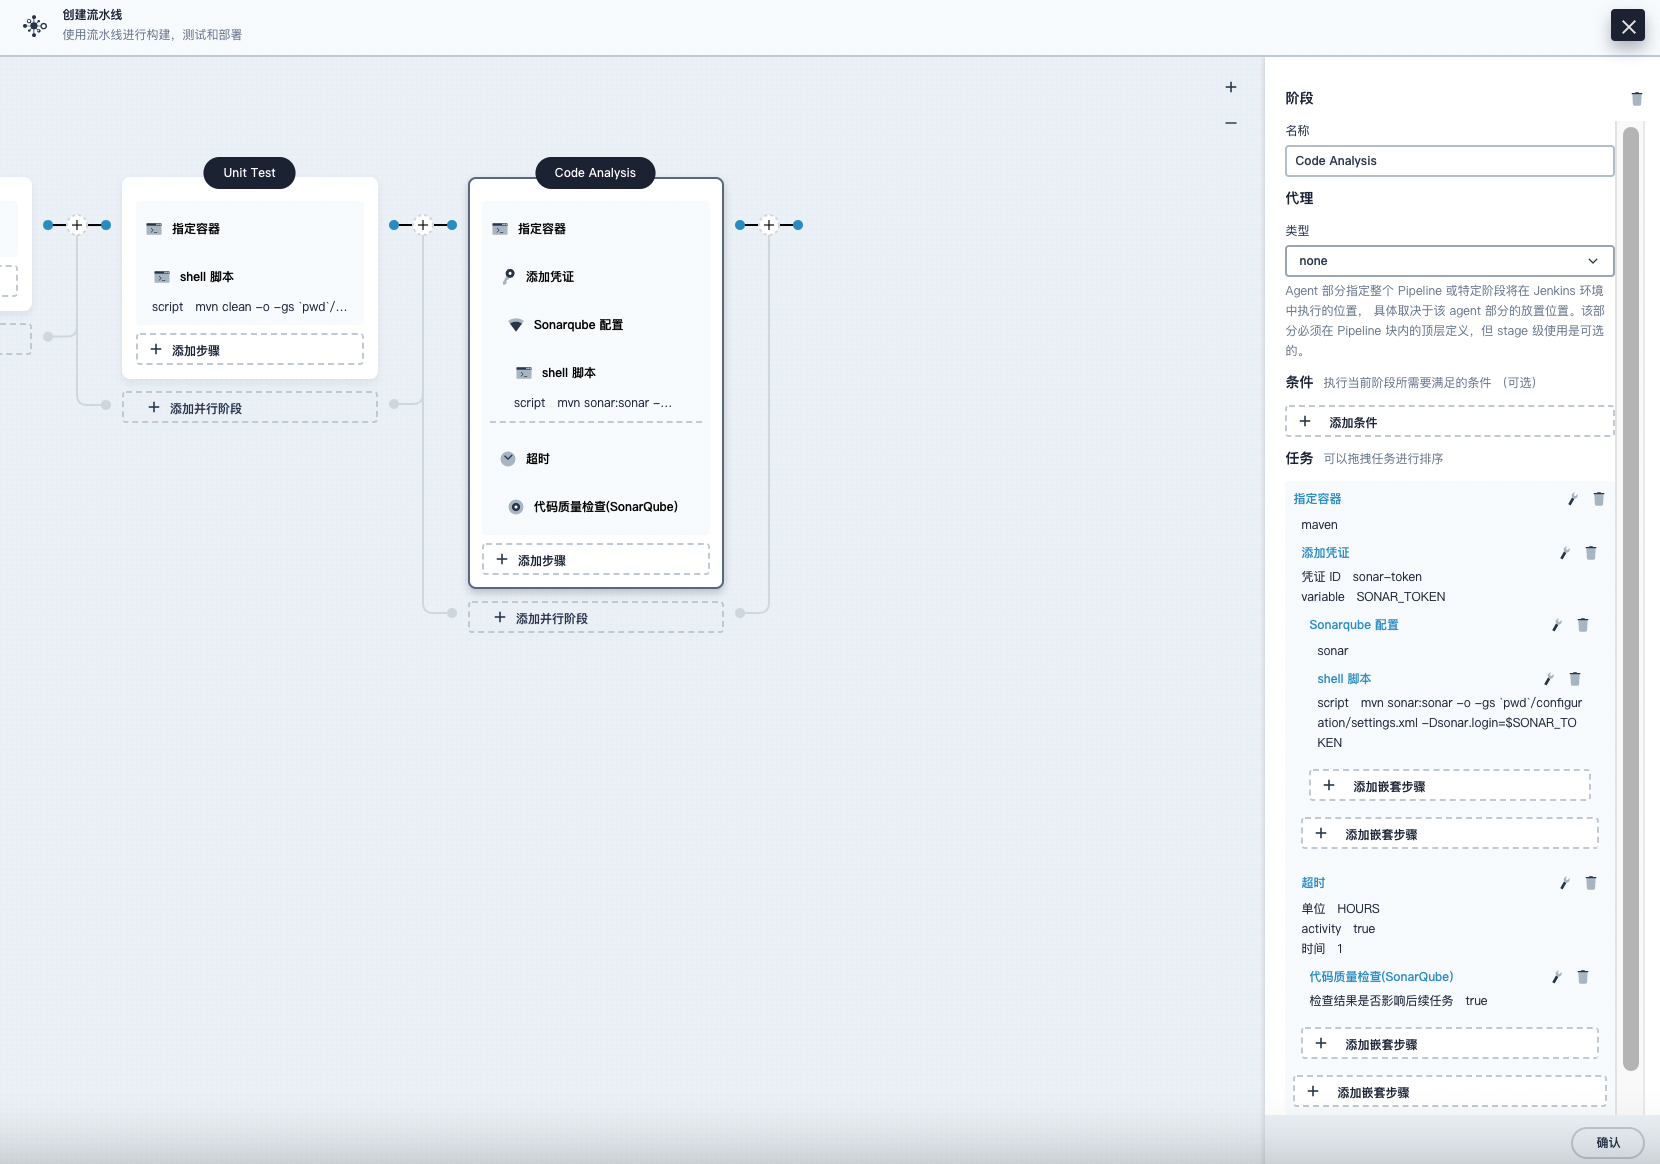 创建流水线
使用流水线进行构建，测试和部署
Unit Test
指定容器
shell 脚本
script mvn clean -o -gs `pwd`/...
添加步骤
添加并行阶段
Code Analysis
指定容器
添加凭证
Sonarqube 配置
shell 脚本
script mvn sonar:sonar -...
超时
代码质量检查(SonarQube)
添加步骤
添加并行阶段
阶段
名称
Code Analysis
代理
类型
none
Agent 部分指定整个 Pipeline 或特定阶段将在 Jenkins 环境
中执行的位置， 具体取决于该 agent 部分的放置位置。该部
分必须在 Pipeline 块内的顶层定义，但 stage 级使用是可选
的。
条件 执行当前阶段所需要满足的条件 （可选）
添加条件
任务 可以拖拽任务进行排序
指定容器
maven
添加凭证
凭证 ID sonar-token
variable SONAR_TOKEN
Sonarqube 配置
sonar
shell 脚本
script mvn sonar:sonar -o -gs `pwd`/configur
ation/settings.xml -Dsonar.login=$SONAR_TO
KEN
添加嵌套步骤
添加嵌套步骤
超时
单位 HOURS
activity true
时间 1
代码质量检查(SonarQube)
检查结果是否影响后续任务 true
添加嵌套步骤
添加嵌套步骤
确认